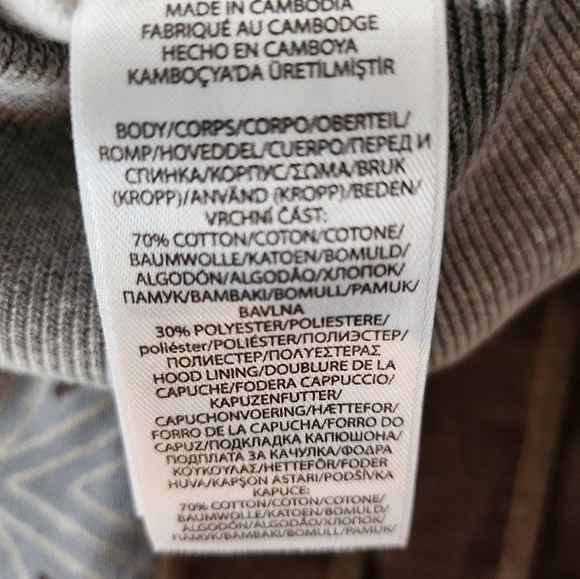 MADE IN CAMBODIA
FABRIQUÉ AU CAMBODGE
HECHO EN CAMBOYA
KAMBOÇYA'DA ÜRETİLMİŞTİR
BODY/CORPS/CORPO/OBERTEIL/
ROMP/HOVEDDEL/CUERPO/ПЕРЕД И
СПИНКА/КОРПУС/ΣΩΜΑ/BRUK
(KROPP)/ANVÄND (KROPP)/BEDEN/
VRCHNÍ ČÁST:
70% COTTON/COTON/COTONE/
BAUMWOLLE/KATOEN/BOMULD/
ALGODÓN/ALGODÃO/ХЛОПОК/
ПАМУК/BAMBAKI/BOMULL/PAMUK/
BAVLNA
30% POLYESTER/POLIESTERE/
poliéster/POLIÉSTER/ПОЛИЭСТЕР/
ПОЛИЕСТЕР/ΠΟΛΥΕΣΤΕΡΑΣ
HOOD LINING/DOUBLURE DE LA
CAPUCHE/FODERA CAPPUCCIO/
KAPUZENFUTTER/
CAPUCHONVOERING/HÆTTEFOR/
FORRO DE LA CAPUCHA/FORRO DO
CAPUZ/ПОДКЛАДКА КАПЮШОНА/
ПОДПЛАТА ЗА КАЧУЛКА/ΦΟΔΡΑ
ΚΟΥΚΟΥΛΑΣ/HETTEFÔR/FODER
HUVA/KAPŞON ASTARI/PODŠÍVKA
KAPUCE:
70% COTTON/COTON/COTONE/
BAUMWOLLE/KATOEN/BOMULD/
ALGODÓN/ALGODÃO/ХЛОПОК/
ПАМУК/BAMBAKI/BOMULL/PAMUK/